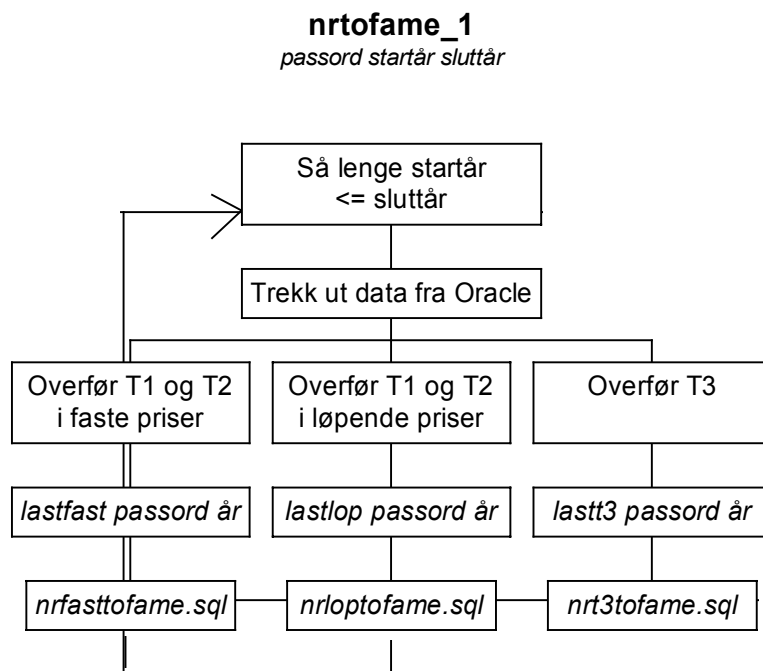 nrtofame_1
passord startår sluttår
Så lenge startår
<= sluttår
Trekk ut data fra Oracle
Overfør T1 og T2
i faste priser
Overfør T1 og T2
i løpende priser
Overfør T3
lastfast passord år
lastlop passord år
lastt3 passord år
nrfasttofame.sql
nrloptofame.sql
nrt3tofame.sql